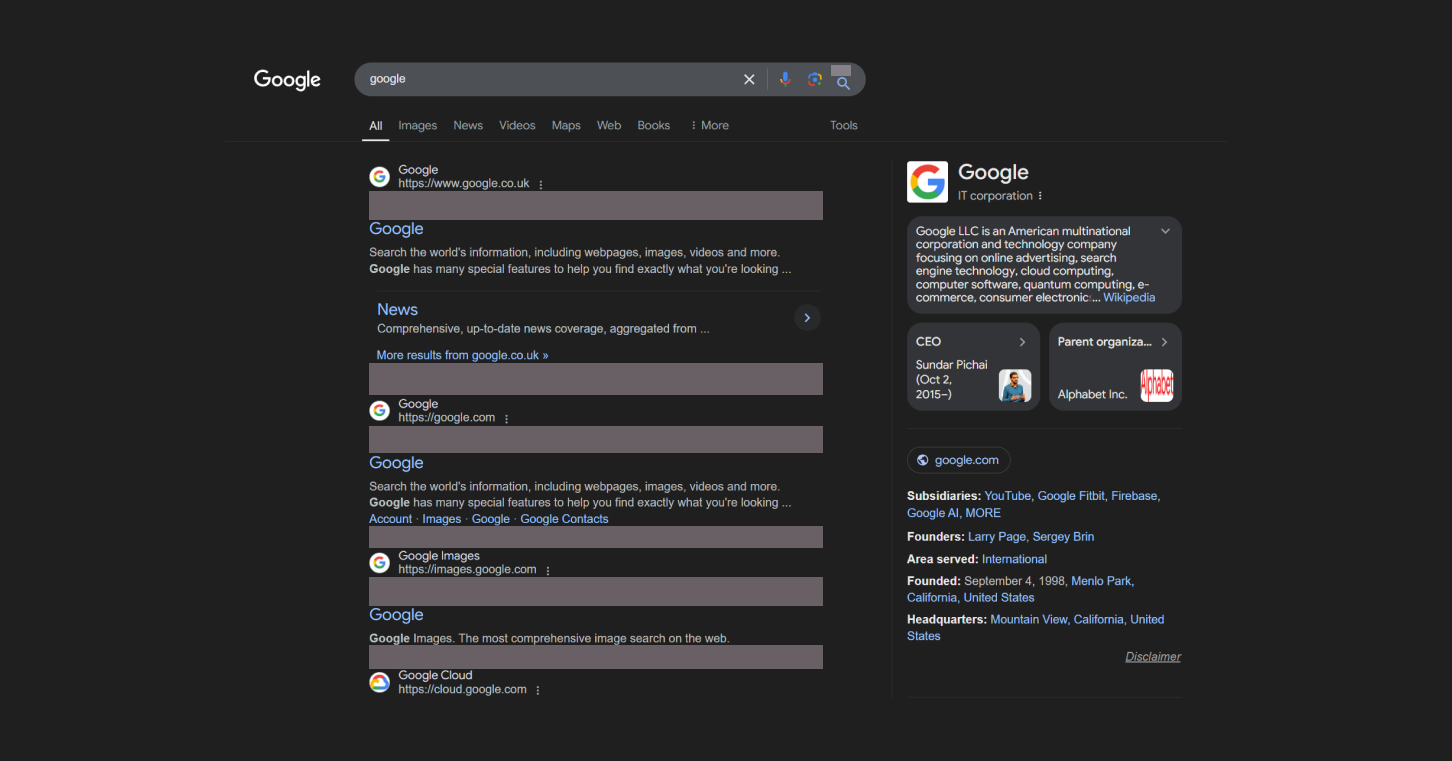 Google
google
All Images News Videos Maps Web Books More Tools
Google
https://www.google.co.uk
Google
Search the world's information, including webpages, images, videos and more.
Google has many special features to help you find exactly what you're looking ...
News
Comprehensive, up-to-date news coverage, aggregated from ...
More results from google.co.uk »
Google
https://google.com
Google
Search the world's information, including webpages, images, videos and more.
Google has many special features to help you find exactly what you're looking ...
Account · Images · Google · Google Contacts
Google Images
https://images.google.com
Google
Google Images. The most comprehensive image search on the web.
Google Cloud
https://cloud.google.com
Google
IT corporation
Google LLC is an American multinational
corporation and technology company
focusing on online advertising, search
engine technology, cloud computing,
computer software, quantum computing, e-
commerce, consumer electronic... Wikipedia
CEO
Sundar Pichai
(Oct 2,
2015–)
Parent organiza...
Alphabet Inc.
Alphabet
google.com
Subsidiaries: YouTube, Google Fitbit, Firebase,
Google AI, MORE
Founders: Larry Page, Sergey Brin
Area served: International
Founded: September 4, 1998, Menlo Park,
California, United States
Headquarters: Mountain View, California, United
States
Disclaimer